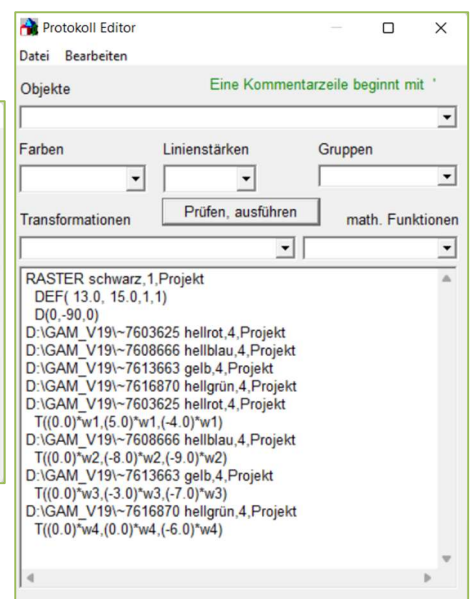 Protokoll Editor
Datei Bearbeiten
Objekte Eine Kommentarzeile beginnt mit '
Farben Linienstärken Gruppen
Transformationen Prüfen, ausführen math. Funktionen
RASTER schwarz,1,Projekt
DEF( 13.0, 15.0,1,1)
D(0,-90,0)
D:\GAM_V19\~7603625 hellrot,4,Projekt
D:\GAM_V19\~7608666 hellblau,4,Projekt
D:\GAM_V19\~7613663 gelb,4,Projekt
D:\GAM_V19\~7616870 hellgrün,4,Projekt
D:\GAM_V19\~7603625 hellrot,4,Projekt
T((0.0)*w1,(5.0)*w1,(-4.0)*w1)
D:\GAM_V19\~7608666 hellblau,4,Projekt
T((0.0)*w2,(-8.0)*w2,(-9.0)*w2)
D:\GAM_V19\~7613663 gelb,4,Projekt
T((0.0)*w3,(-3.0)*w3,(-7.0)*w3)
D:\GAM_V19\~7616870 hellgrün,4,Projekt
T((0.0)*w4,(0.0)*w4,(-6.0)*w4)